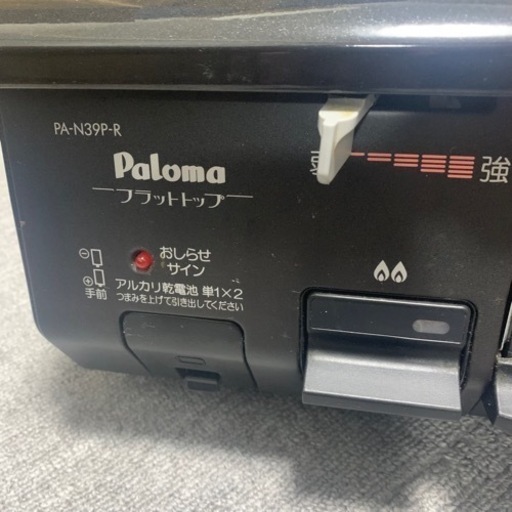 PA-N39P-R
Paloma
フラットトップ
強
おしらせ
サイン
手前
アルカリ乾電池 単1×2
つまみを上げて引き出してください